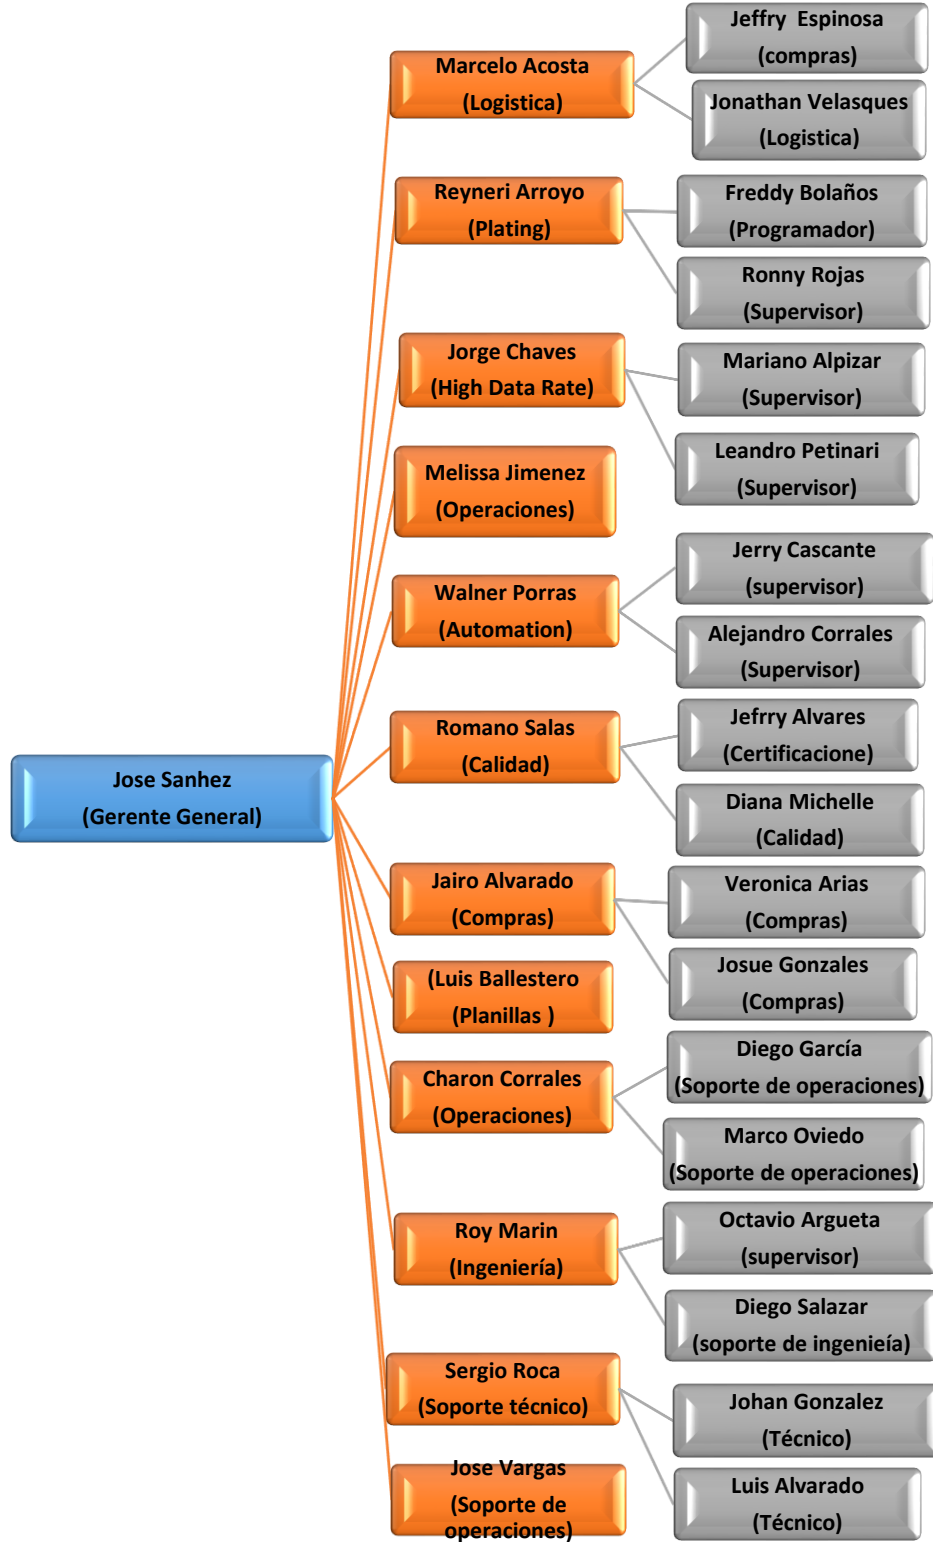 Jose Sanhez
(Gerente General)
Marcelo Acosta
(Logistica)
Jeffry  Espinosa
(compras)
Jonathan Velasques
(Logistica)
Reyneri Arroyo
(Plating)
Freddy Bolaños
(Programador)
Ronny Rojas
(Supervisor)
Jorge Chaves
(High Data Rate)
Mariano Alpizar
(Supervisor)
Leandro Petinari
(Supervisor)
Melissa Jimenez
(Operaciones)
Walner Porras
(Automation)
Jerry Cascante
(supervisor)
Alejandro Corrales
(Supervisor)
Romano Salas
(Calidad)
Jefrry Alvares
(Certificacione)
Diana Michelle
(Calidad)
Jairo Alvarado
(Compras)
Veronica Arias
(Compras)
Josue Gonzales
(Compras)
(Luis Ballestero
(Planillas )
Charon Corrales
(Operaciones)
Diego García
(Soporte de operaciones)
Marco Oviedo
(Soporte de operaciones)
Roy Marin
(Ingeniería)
Octavio Argueta
(supervisor)
Diego Salazar
(soporte de ingenieía)
Sergio Roca
(Soporte técnico)
Johan Gonzalez
(Técnico)
Luis Alvarado
(Técnico)
Jose Vargas
(Soporte de
operaciones)